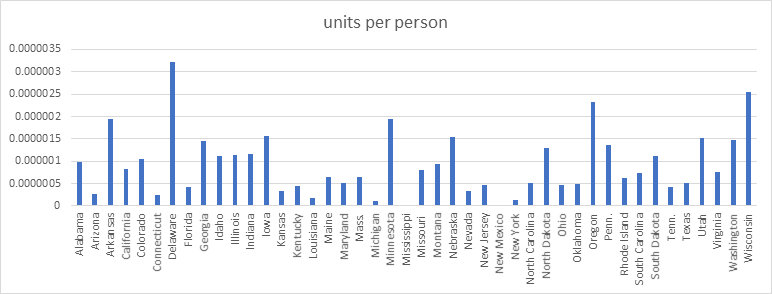 units per person
0.0000035
0.000003
0.0000025
0.000002
0.0000015
0.000001
0.0000005
0
Alabama
Arizona
Arkansas
California
Colorado
Connecticut
Delaware
Florida
Georgia
Idaho
Illinois
Indiana
Iowa
Kansas
Kentucky
Louisiana
Maine
Maryland
Mass.
Michigan
Minnesota
Mississippi
Missouri
Montana
Nebraska
Nevada
New Jersey
New Mexico
New York
North Carolina
North Dakota
Ohio
Oklahoma
Oregon
Penn.
Rhode Island
South Carolina
South Dakota
Tenn.
Texas
Utah
Virginia
Washington
Wisconsin